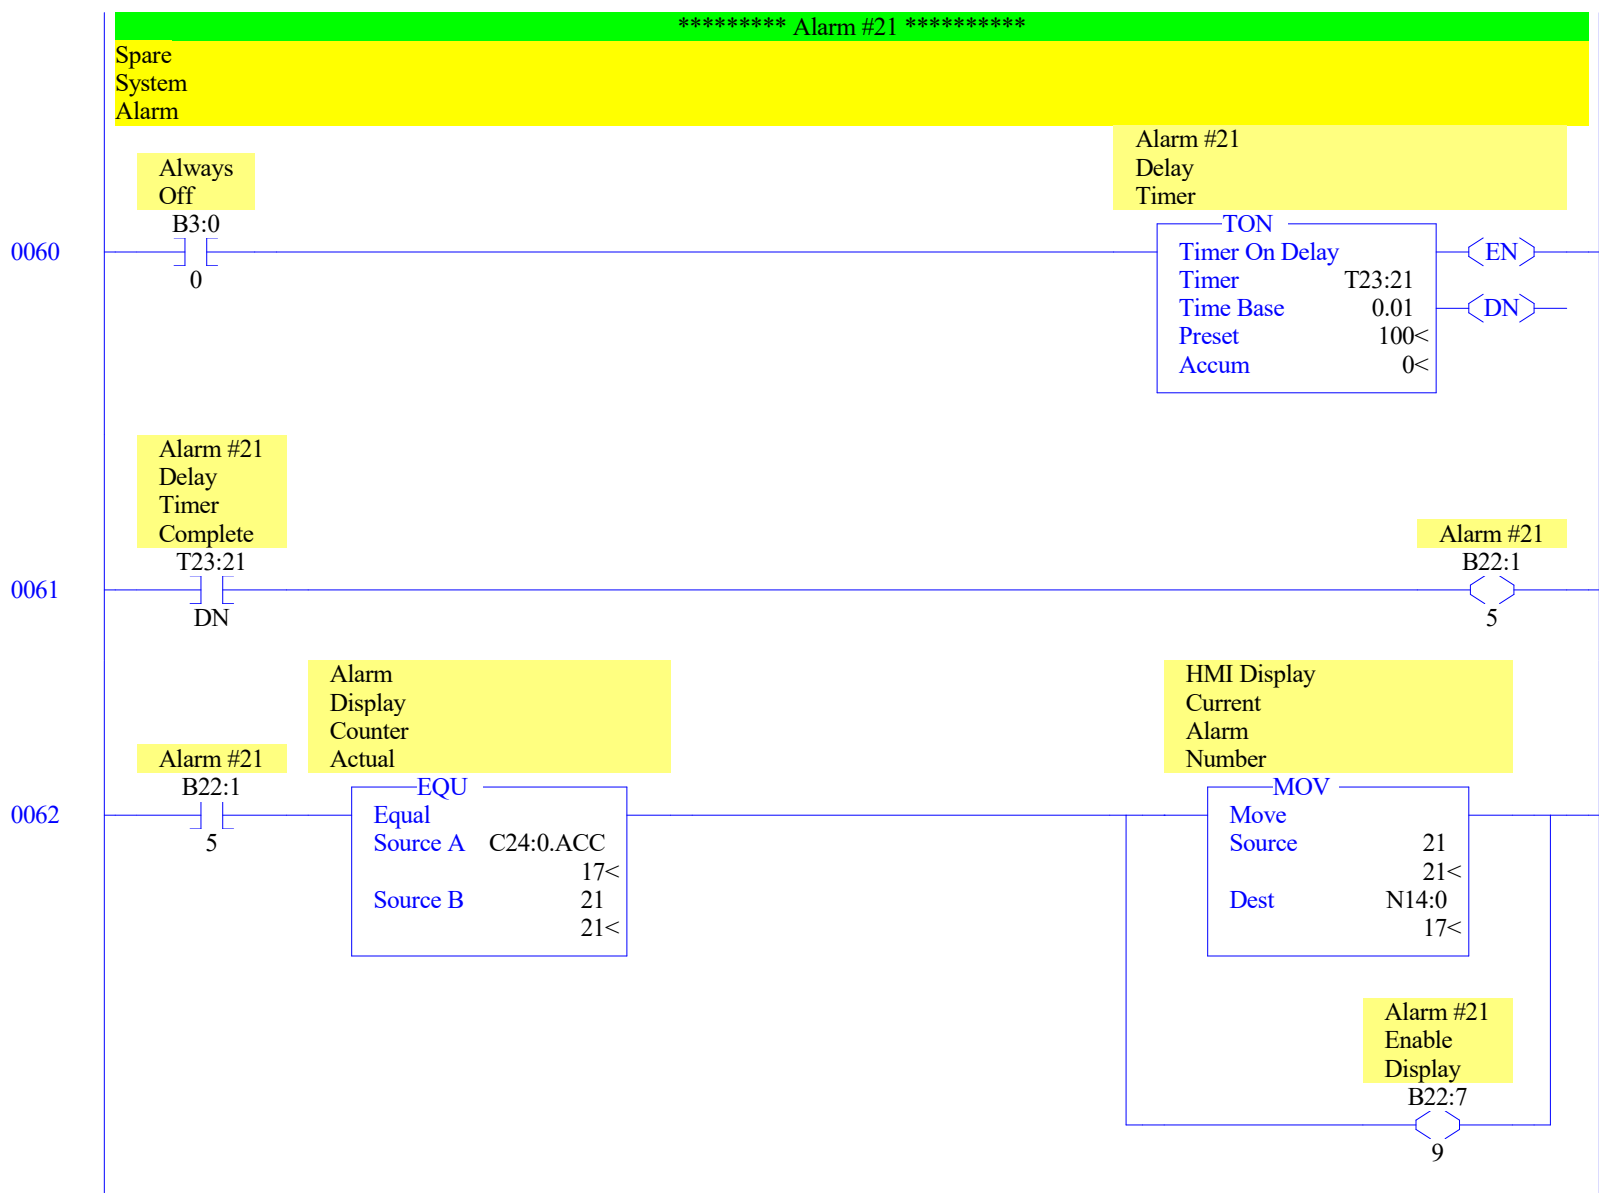 ********* Alarm #21 **********
Spare
System
Alarm
Always
Off
B3:0
0
0060
Alarm #21
Delay
Timer
TON
Timer On Delay
Timer T23:21
Time Base 0.01
Preset 100<
Accum 0<
EN
DN
Alarm #21
Delay
Timer
Complete
T23:21
DN
0061
Alarm #21
B22:1
5
Alarm #21
B22:1
5
0062
Alarm
Display
Counter
Actual
EQU
Equal
Source A C24:0.ACC
17<
Source B 21
21<
HMI Display
Current
Alarm
Number
MOV
Move
Source 21
21<
Dest N14:0
17<
Alarm #21
Enable
Display
B22:7
9